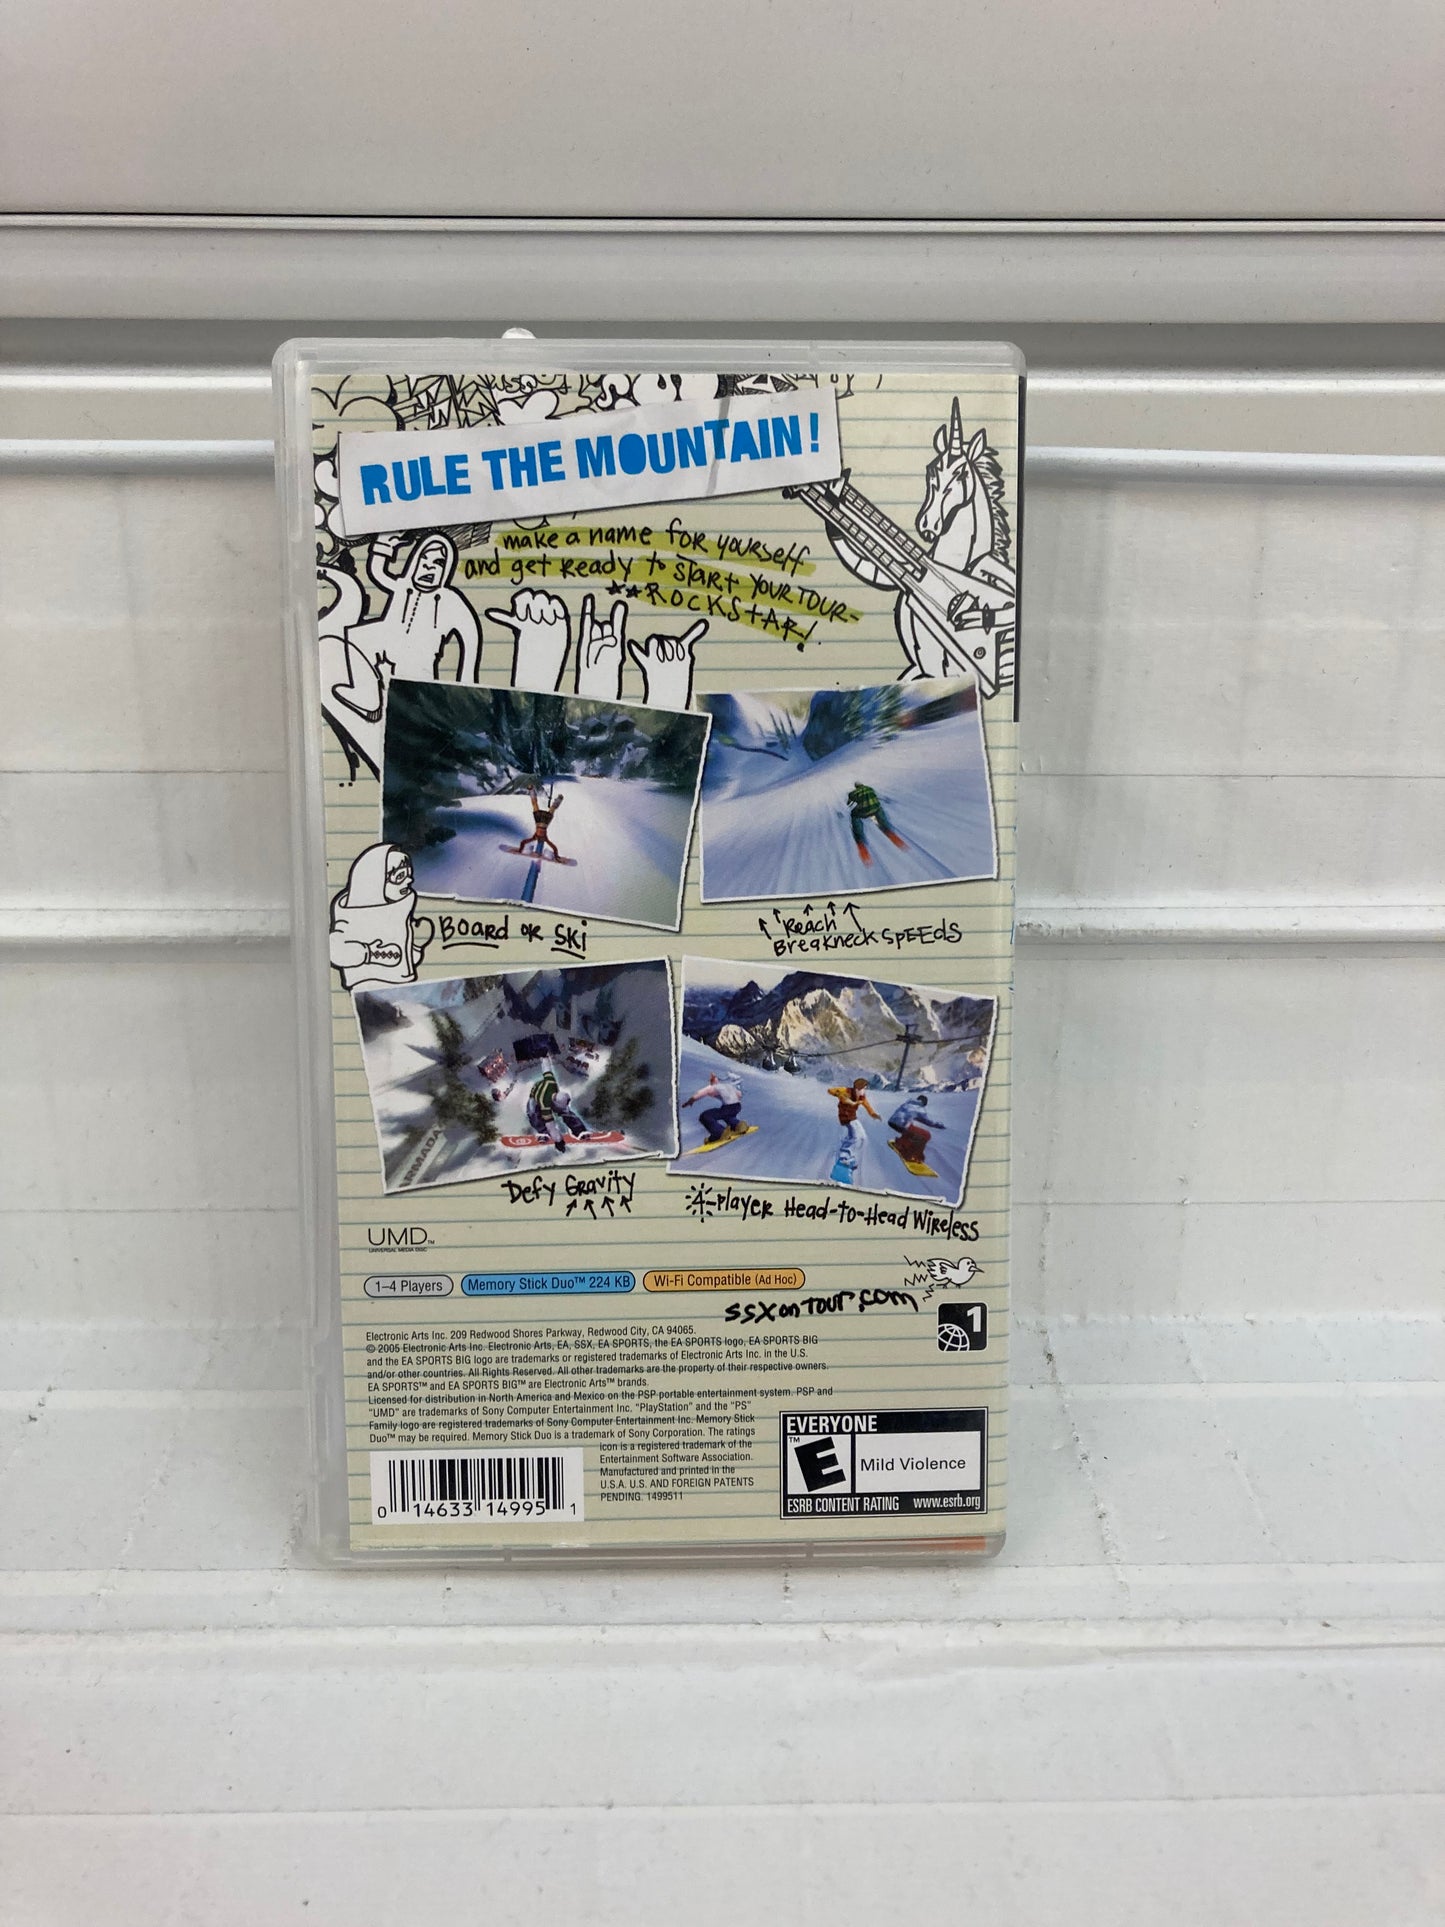 RULE THE MOUNTAIN!
make a name for yourself
and get Ready to START YOUR TOUR-
**ROCKSTAR!
BOARD OR SKi
Reach
Breakneck SpEEds
ARMADA
Defy Gravity
4-Player Head-to-Head Wireless
UMD™
UNIVERSAL MEDIA DISC
1–4 Players
Memory Stick Duo™ 224 KB
Wi-Fi Compatible (Ad Hoc)
ssxontour.com
1
Electronic Arts Inc. 209 Redwood Shores Parkway, Redwood City, CA 94065.
© 2005 Electronic Arts Inc. Electronic Arts, EA, SSX, EA SPORTS, the EA SPORTS logo, EA SPORTS BIG
and the EA SPORTS BIG logo are trademarks or registered trademarks of Electronic Arts Inc. in the U.S.
and/or other countries. All Rights Reserved. All other trademarks are the property of their respective owners.
EA SPORTS™ and EA SPORTS BIG™ are Electronic Arts™ brands.
Licensed for distribution in North America and Mexico on the PSP portable entertainment system. PSP and
"UMD" are trademarks of Sony Computer Entertainment Inc. "PlayStation" and the "PS"
Family logo are registered trademarks of Sony Computer Entertainment Inc. Memory Stick
Duo™ may be required. Memory Stick Duo is a trademark of Sony Corporation. The ratings
icon is a registered trademark of the
Entertainment Software Association.
Manufactured and printed in the
U.S.A. U.S. AND FOREIGN PATENTS
PENDING. 1499511
0 14633 14995 1
EVERYONE
™
E
Mild Violence
ESRB CONTENT RATING www.esrb.org